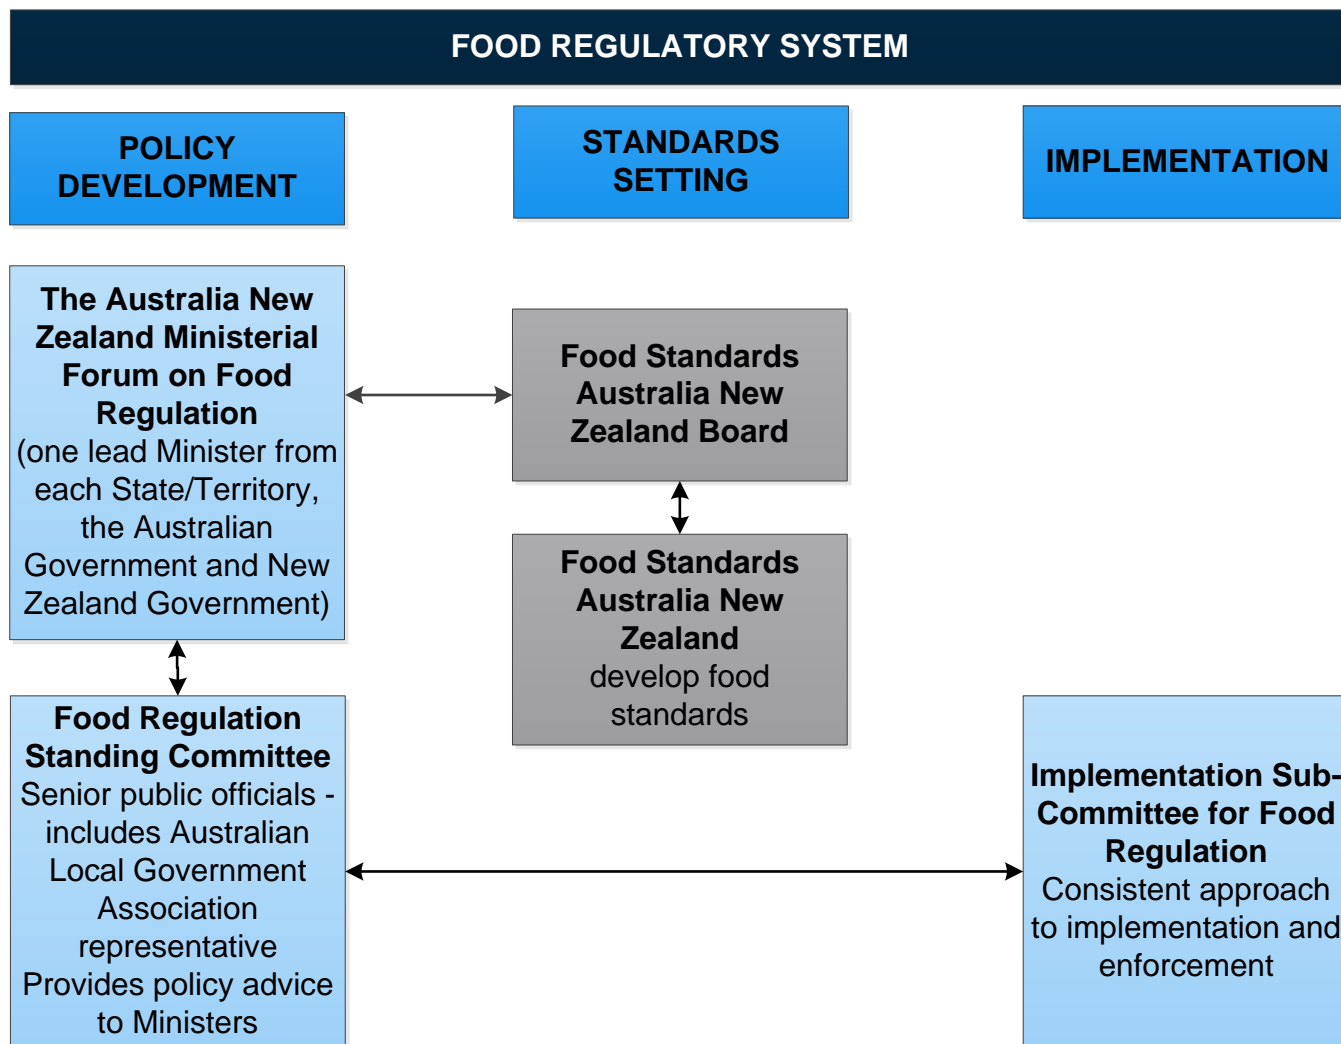 FOOD REGULATORY SYSTEM
POLICY
DEVELOPMENT
STANDARDS
SETTING
IMPLEMENTATION
The Australia New
Zealand Ministerial
Forum on Food
Regulation
(one lead Minister from
each State/Territory,
the Australian
Government and New
Zealand Government)
Food Standards
Australia New
Zealand Board
Food Standards
Australia New
Zealand
develop food
standards
Food Regulation
Standing Committee
Senior public officials -
includes Australian
Local Government
Association
representative
Provides policy advice
to Ministers
Implementation Sub-
Committee for Food
Regulation
Consistent approach
to implementation and
enforcement